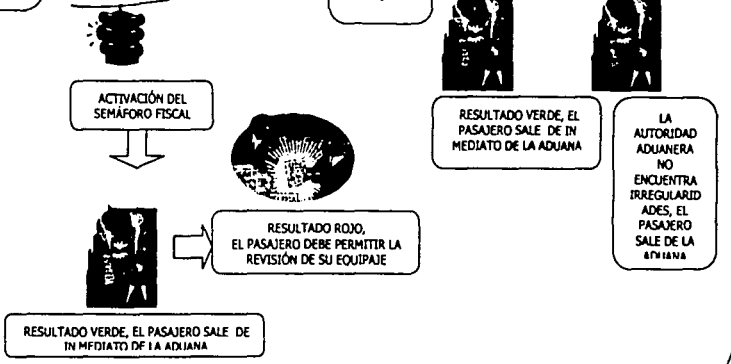 ACTIVACIÓN DEL
SEMÁFORO FISCAL
RESULTADO ROJO,
EL PASAJERO DEBE PERMITIR LA
REVISIÓN DE SU EQUIPAJE
RESULTADO VERDE, EL PASAJERO SALE DE
IN MEDIATO DE LA ADUANA
RESULTADO VERDE, EL
PASAJERO SALE DE IN
MEDIATO DE LA ADUANA
LA
AUTORIDAD
ADUANERA
NO
ENCUENTRA
IRREGULARID
ADES, EL
PASAJERO
SALE DE LA
ADUANA